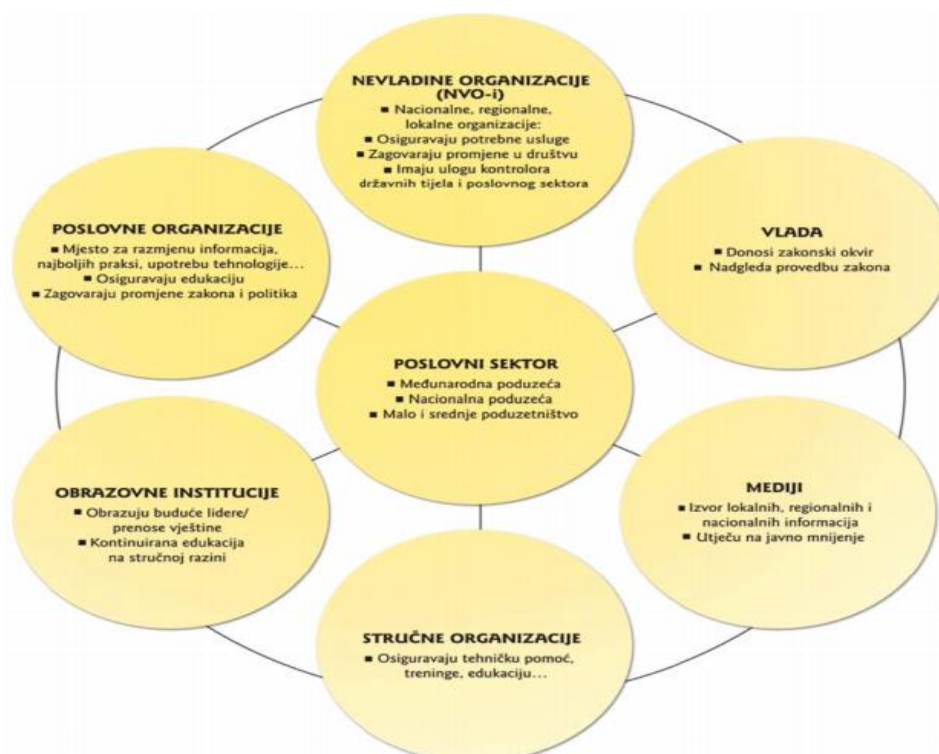 NEVLADINE ORGANIZACIJE
(NVO-i)
▪ Nacionalne, regionalne,
lokalne organizacije:
▪ Osiguravaju potrebne usluge
▪ Zagovaraju promjene u društvu
▪ Imaju ulogu kontrolora
državnih tijela i poslovnog sektora
POSLOVNE ORGANIZACIJE
▪ Mjesto za razmjenu informacija,
najboljih praksi, upotrebu tehnologije...
▪ Osiguravaju edukaciju
▪ Zagovaraju promjene zakona i politika
VLADA
▪ Donosi zakonski okvir
▪ Nadgleda provedbu zakona
POSLOVNI SEKTOR
▪ Međunarodna poduzeća
▪ Nacionalna poduzeća
▪ Malo i srednje poduzetništvo
OBRAZOVNE INSTITUCIJE
▪ Obrazuju buduće lidere/
prenose vještine
▪ Kontinuirana edukacija
na stručnoj razini
MEDIJI
▪ Izvor lokalnih, regionalnih i
nacionalnih informacija
▪ Utječu na javno mnijenje
STRUČNE ORGANIZACIJE
▪ Osiguravaju tehničku pomoć,
treninge, edukaciju...